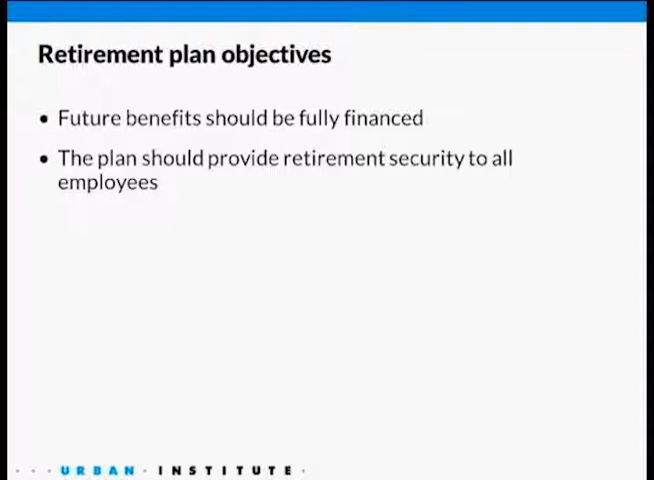 Retirement plan objectives
• Future benefits should be fully financed
• The plan should provide retirement security to all
employees
· · · URBAN · INSTITUTE ·